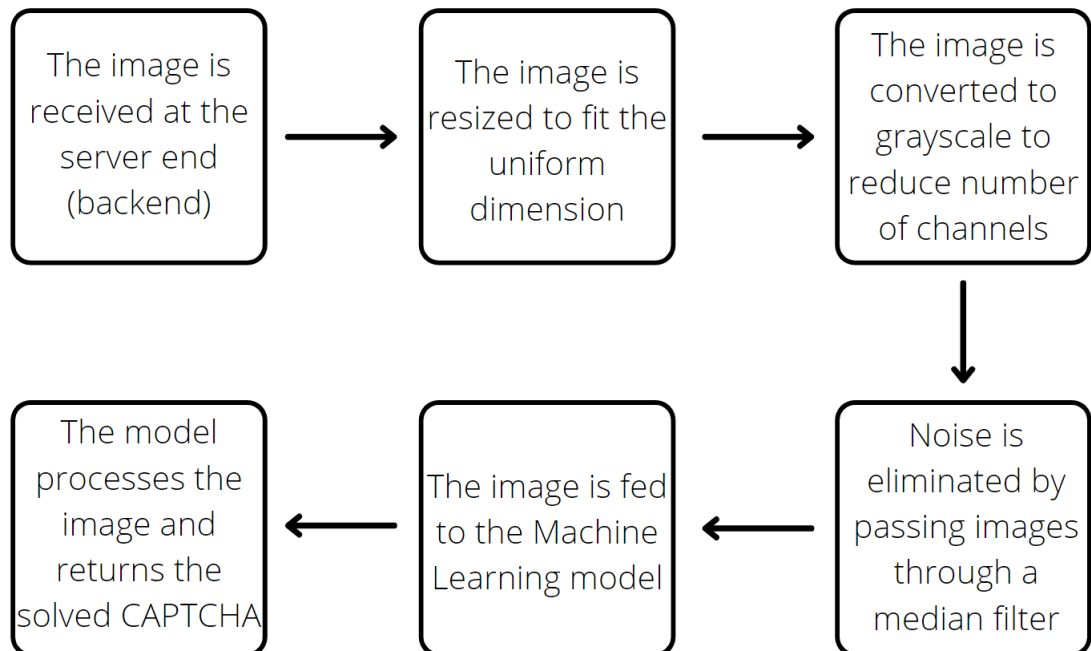 The image is
received at the
server end
(backend)
The image is
resized to fit the
uniform
dimension
The image is
converted to
grayscale to
reduce number
of channels
Noise is
eliminated by
passing images
through a
median filter
The image is fed
to the Machine
Learning model
The model
processes the
image and
returns the
solved CAPTCHA